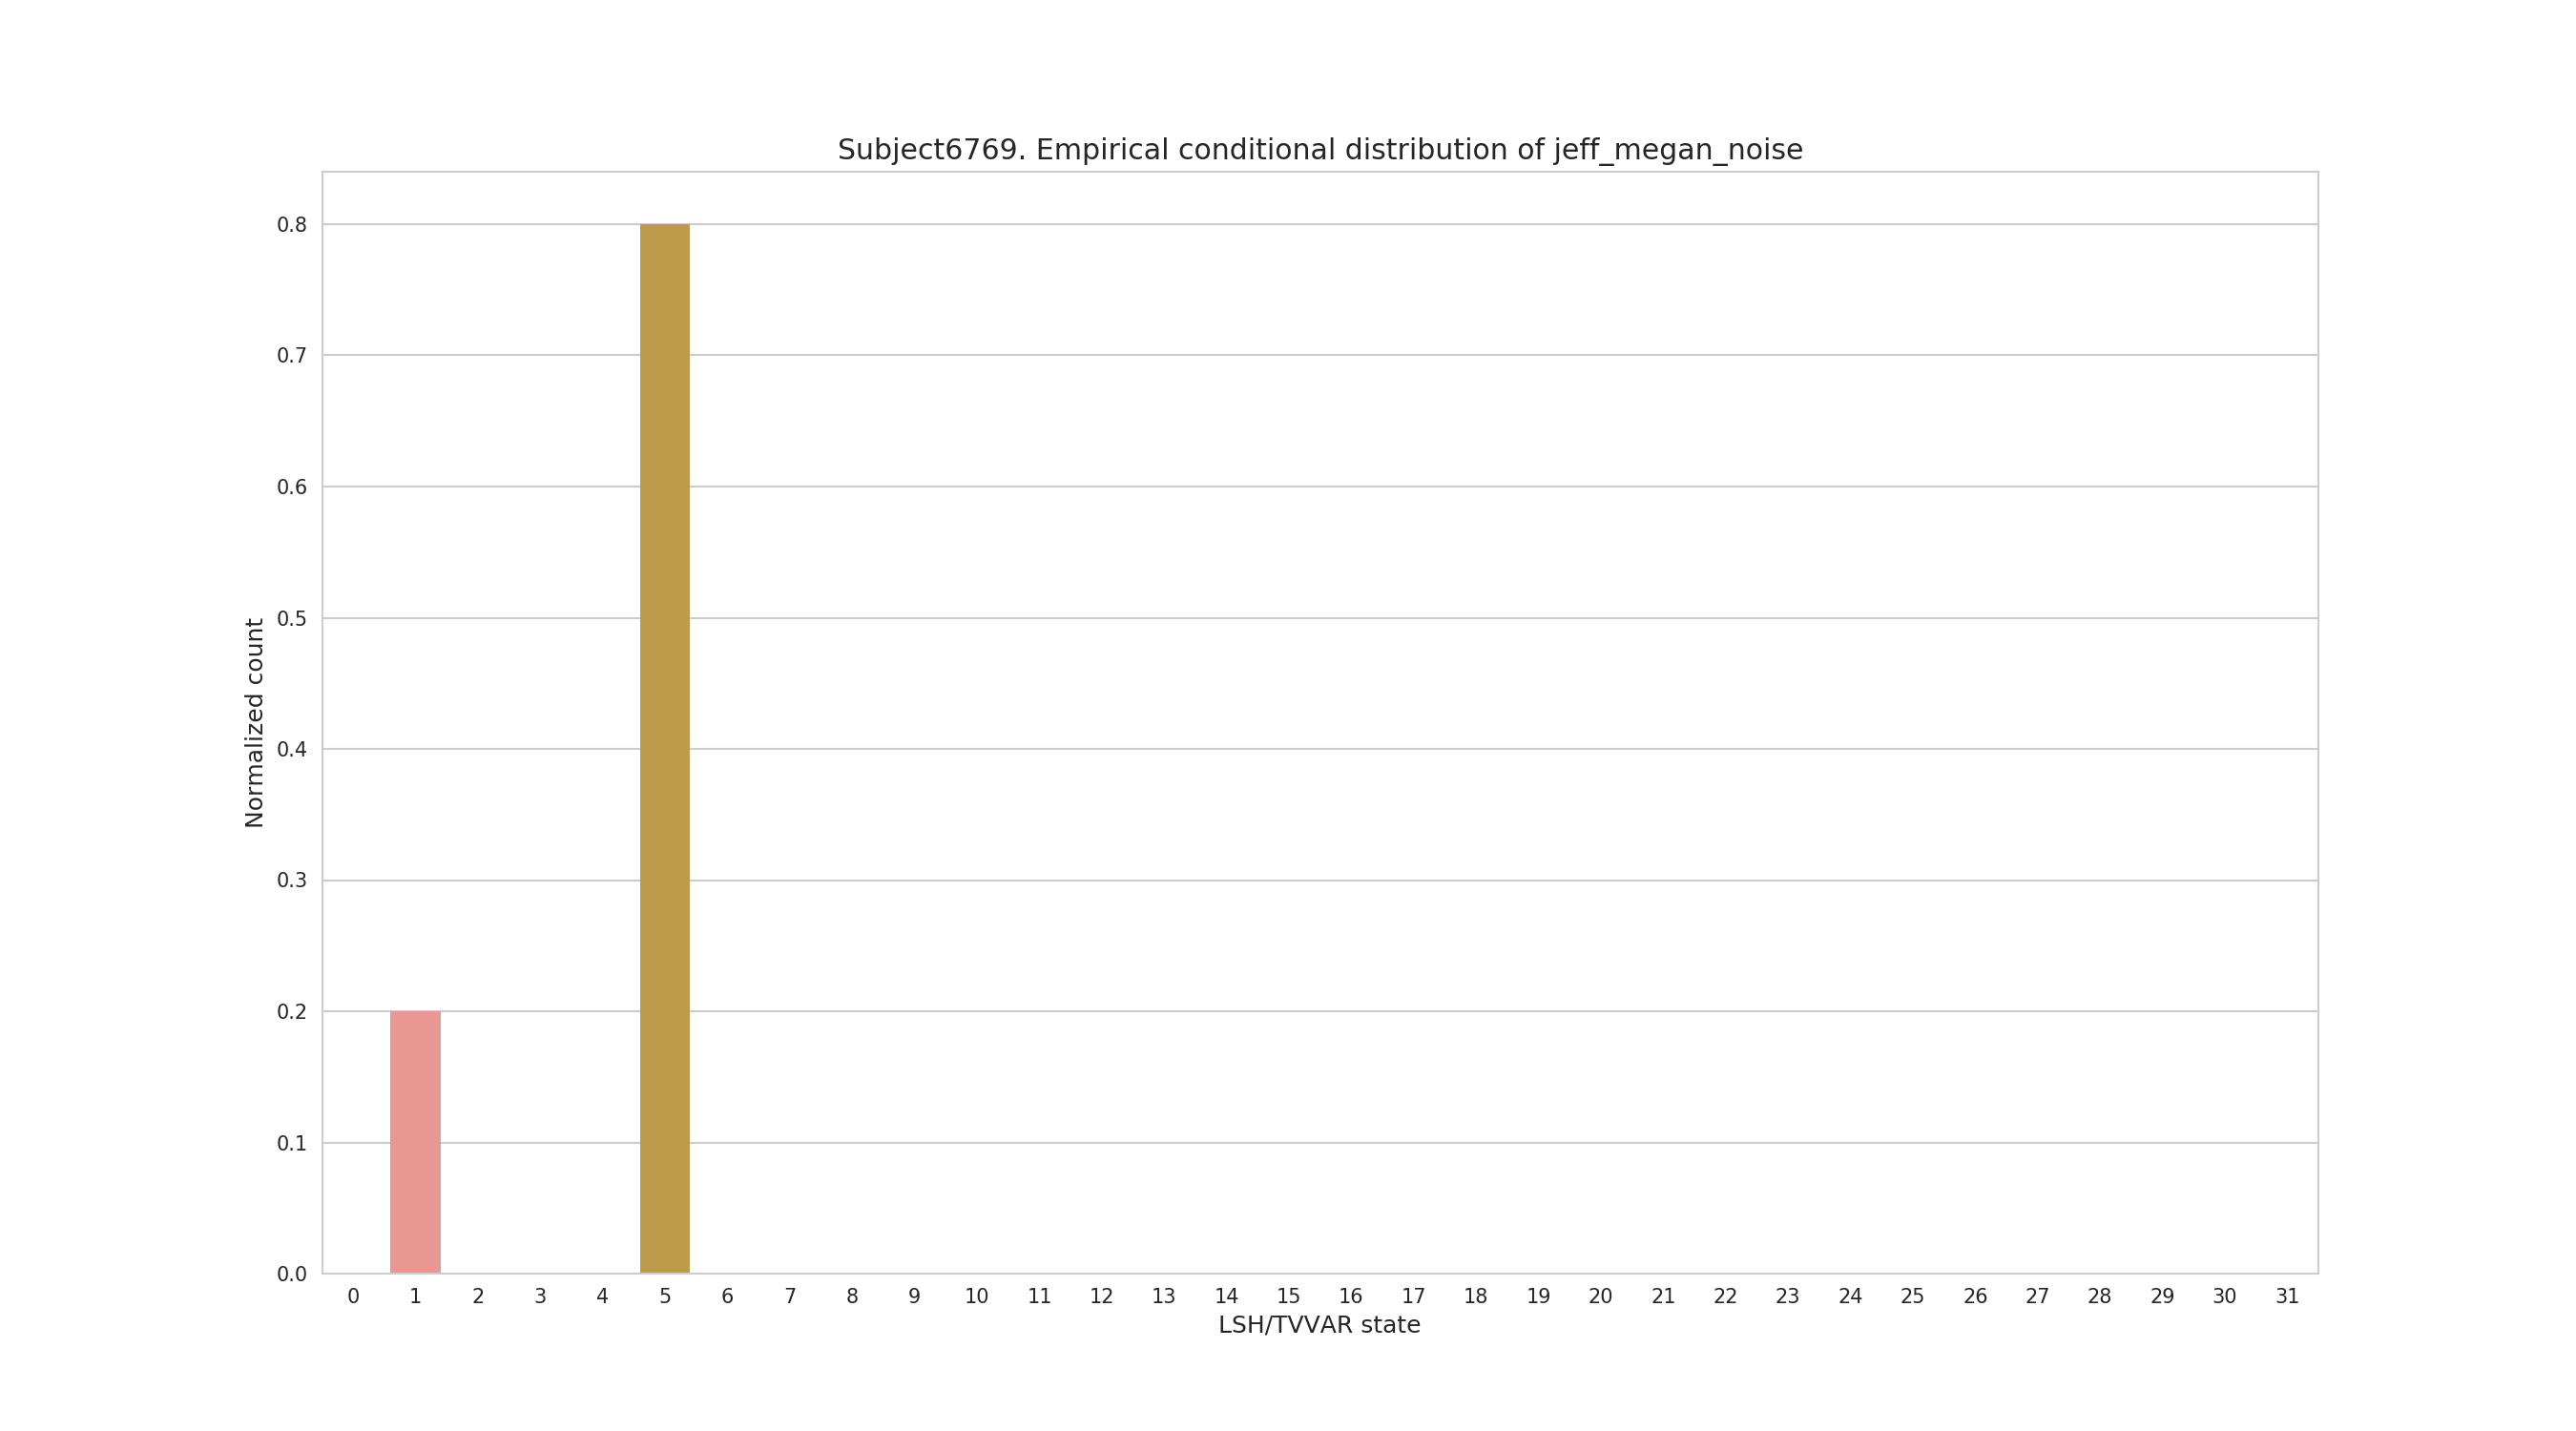 Subject6769. Empirical conditional distribution of jeff_megan_noise
Normalized count
0.8
0.7
0.6
0.5
0.4
0.3
0.2
0.1
0.0
0 1 2 3 4 5 6 7 8 9 10 11 12 13 14 15 16 17 18 19 20 21 22 23 24 25 26 27 28 29 30 31
LSH/TVVAR state